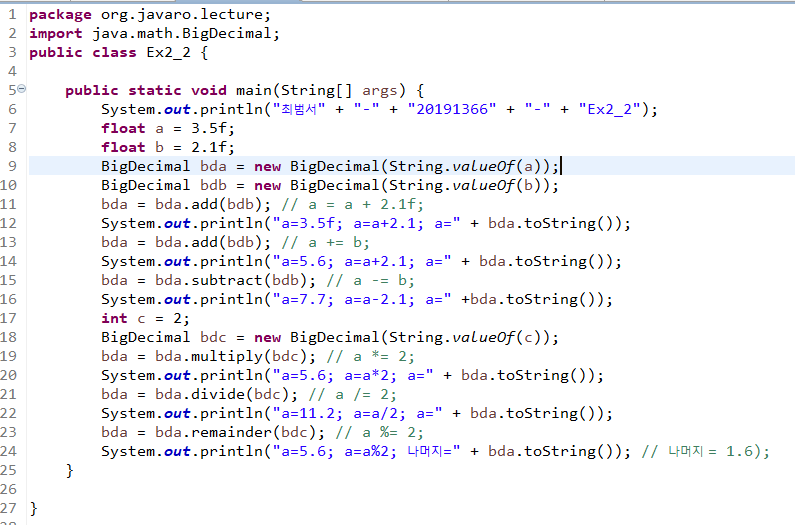 1 package org.javaro.lecture;
2 import java.math.BigDecimal;
3 public class Ex2_2 {
4
5 public static void main(String[] args) {
6 System.out.println("최범서" + "-" + "20191366" + "-" + "Ex2_2");
7 float a = 3.5f;
8 float b = 2.1f;
9 BigDecimal bda = new BigDecimal(String.valueOf(a));
10 BigDecimal bdb = new BigDecimal(String.valueOf(b));
11 bda = bda.add(bdb); // a = a + 2.1f;
12 System.out.println("a=3.5f; a=a+2.1; a=" + bda.toString());
13 bda = bda.add(bdb); // a += b;
14 System.out.println("a=5.6; a=a+2.1; a=" + bda.toString());
15 bda = bda.subtract(bdb); // a -= b;
16 System.out.println("a=7.7; a=a-2.1; a=" +bda.toString());
17 int c = 2;
18 BigDecimal bdc = new BigDecimal(String.valueOf(c));
19 bda = bda.multiply(bdc); // a *= 2;
20 System.out.println("a=5.6; a=a*2; a=" + bda.toString());
21 bda = bda.divide(bdc); // a /= 2;
22 System.out.println("a=11.2; a=a/2; a=" + bda.toString());
23 bda = bda.remainder(bdc); // a %= 2;
24 System.out.println("a=5.6; a=a%2; 나머지=" + bda.toString()); // 나머지 = 1.6);
25 }
26
27 }